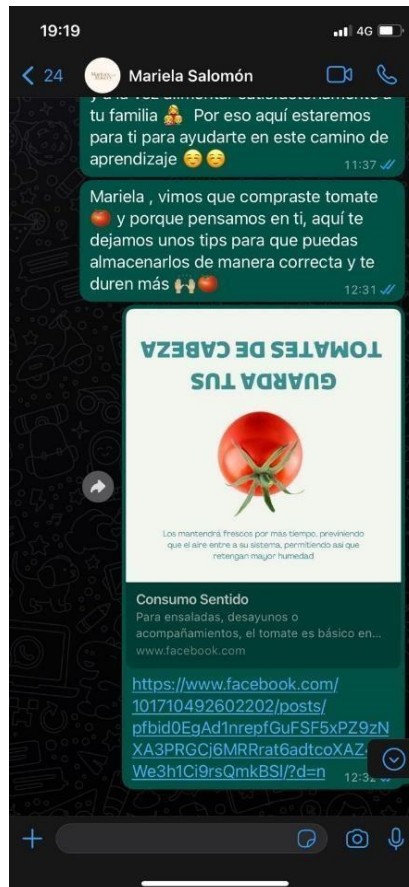 19:19
4G
24
Mariela Salomón
tu familia 👩‍👧 Por eso aquí estaremos
para ti para ayudarte en este camino de
aprendizaje ☺️☺️
11:37
Mariela , vimos que compraste tomate
🍅 y porque pensamos en ti, aquí te
dejamos unos tips para que puedas
almacenarlos de manera correcta y te
duren más 🙌🏼🍅
12:31
GUARDA TUS
TOMATES DE CABEZA
Los mantendrá frescos por mas tiempo, previniendo
que el aire entre a su sistema, permitiendo asi que
retengan mayor humedad
Consumo Sentido
Para ensaladas, desayunos o
acompañamientos, el tomate es básico en...
www.facebook.com
https://www.facebook.com/
101710492602202/posts/
pfbid0EgAd1nrepfGuFSF5xPZ9zN
XA3PRGCj6MRRrat6adtcoXAZ
We3h1Ci9rsQmkBSl/?d=n
12:32